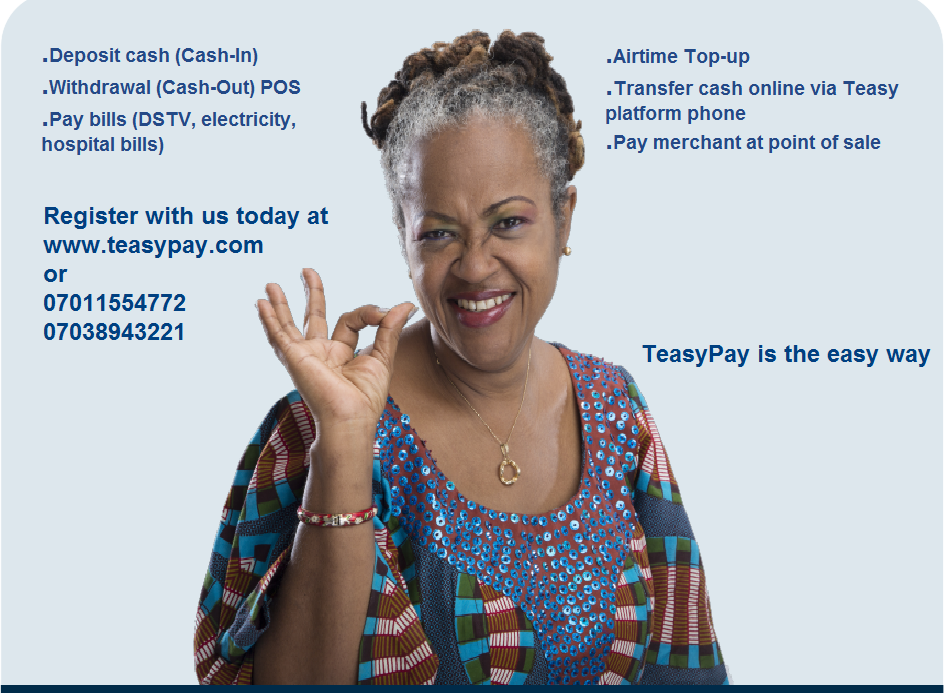 .Deposit cash (Cash-In)
.Withdrawal (Cash-Out) POS
.Pay bills (DSTV, electricity,
hospital bills)
.Airtime Top-up
.Transfer cash online via Teasy
platform phone
.Pay merchant at point of sale
Register with us today at
www.teasypay.com
or
07011554772
07038943221
TeasyPay is the easy way